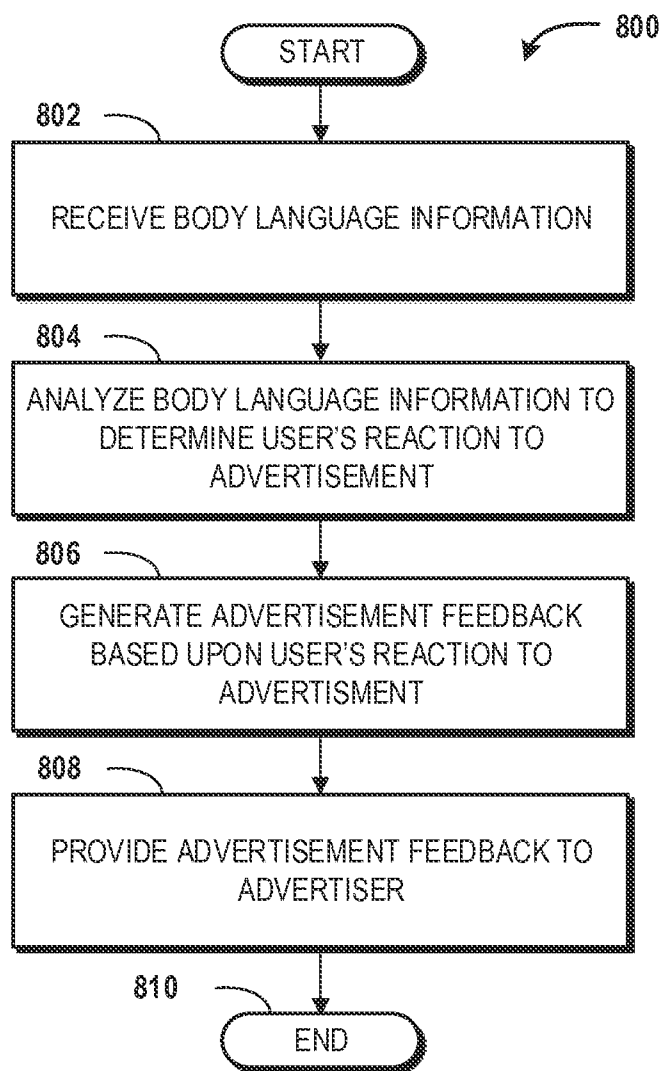 START
800
802
RECEIVE BODY LANGUAGE INFORMATION
804
ANALYZE BODY LANGUAGE INFORMATION TO
DETERMINE USER'S REACTION TO
ADVERTISEMENT
806
GENERATE ADVERTISEMENT FEEDBACK
BASED UPON USER'S REACTION TO
ADVERTISMENT
808
PROVIDE ADVERTISEMENT FEEDBACK TO
ADVERTISER
810
END